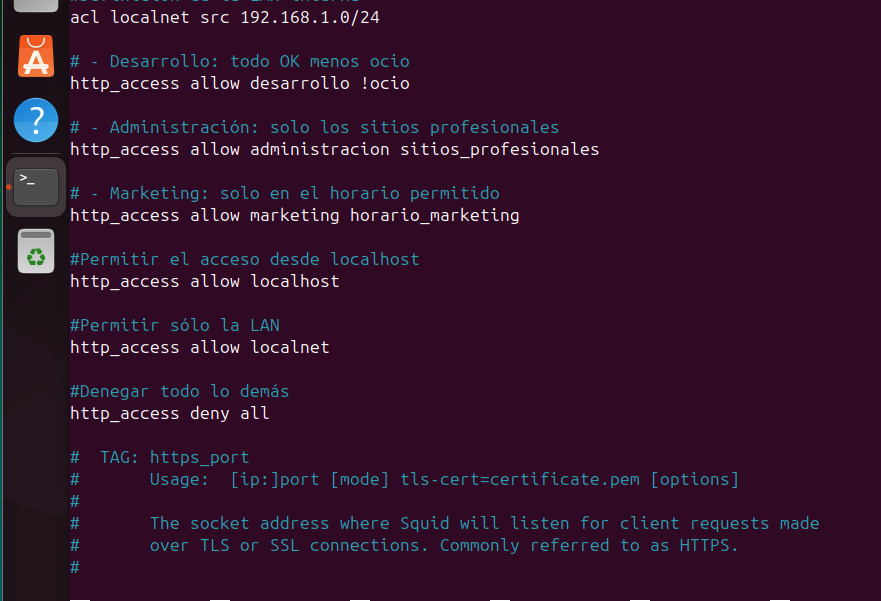 acl localnet src 192.168.1.0/24
# - Desarrollo: todo OK menos ocio
http_access allow desarrollo !ocio
# - Administración: solo los sitios profesionales
http_access allow administracion sitios_profesionales
# - Marketing: solo en el horario permitido
http_access allow marketing horario_marketing
#Permitir el acceso desde localhost
http_access allow localhost
#Permitir sólo la LAN
http_access allow localnet
#Denegar todo lo demás
http_access deny all
#  TAG: https_port
#       Usage:  [ip:]port [mode] tls-cert=certificate.pem [options]
#
#       The socket address where Squid will listen for client requests made
#       over TLS or SSL connections. Commonly referred to as HTTPS.
#